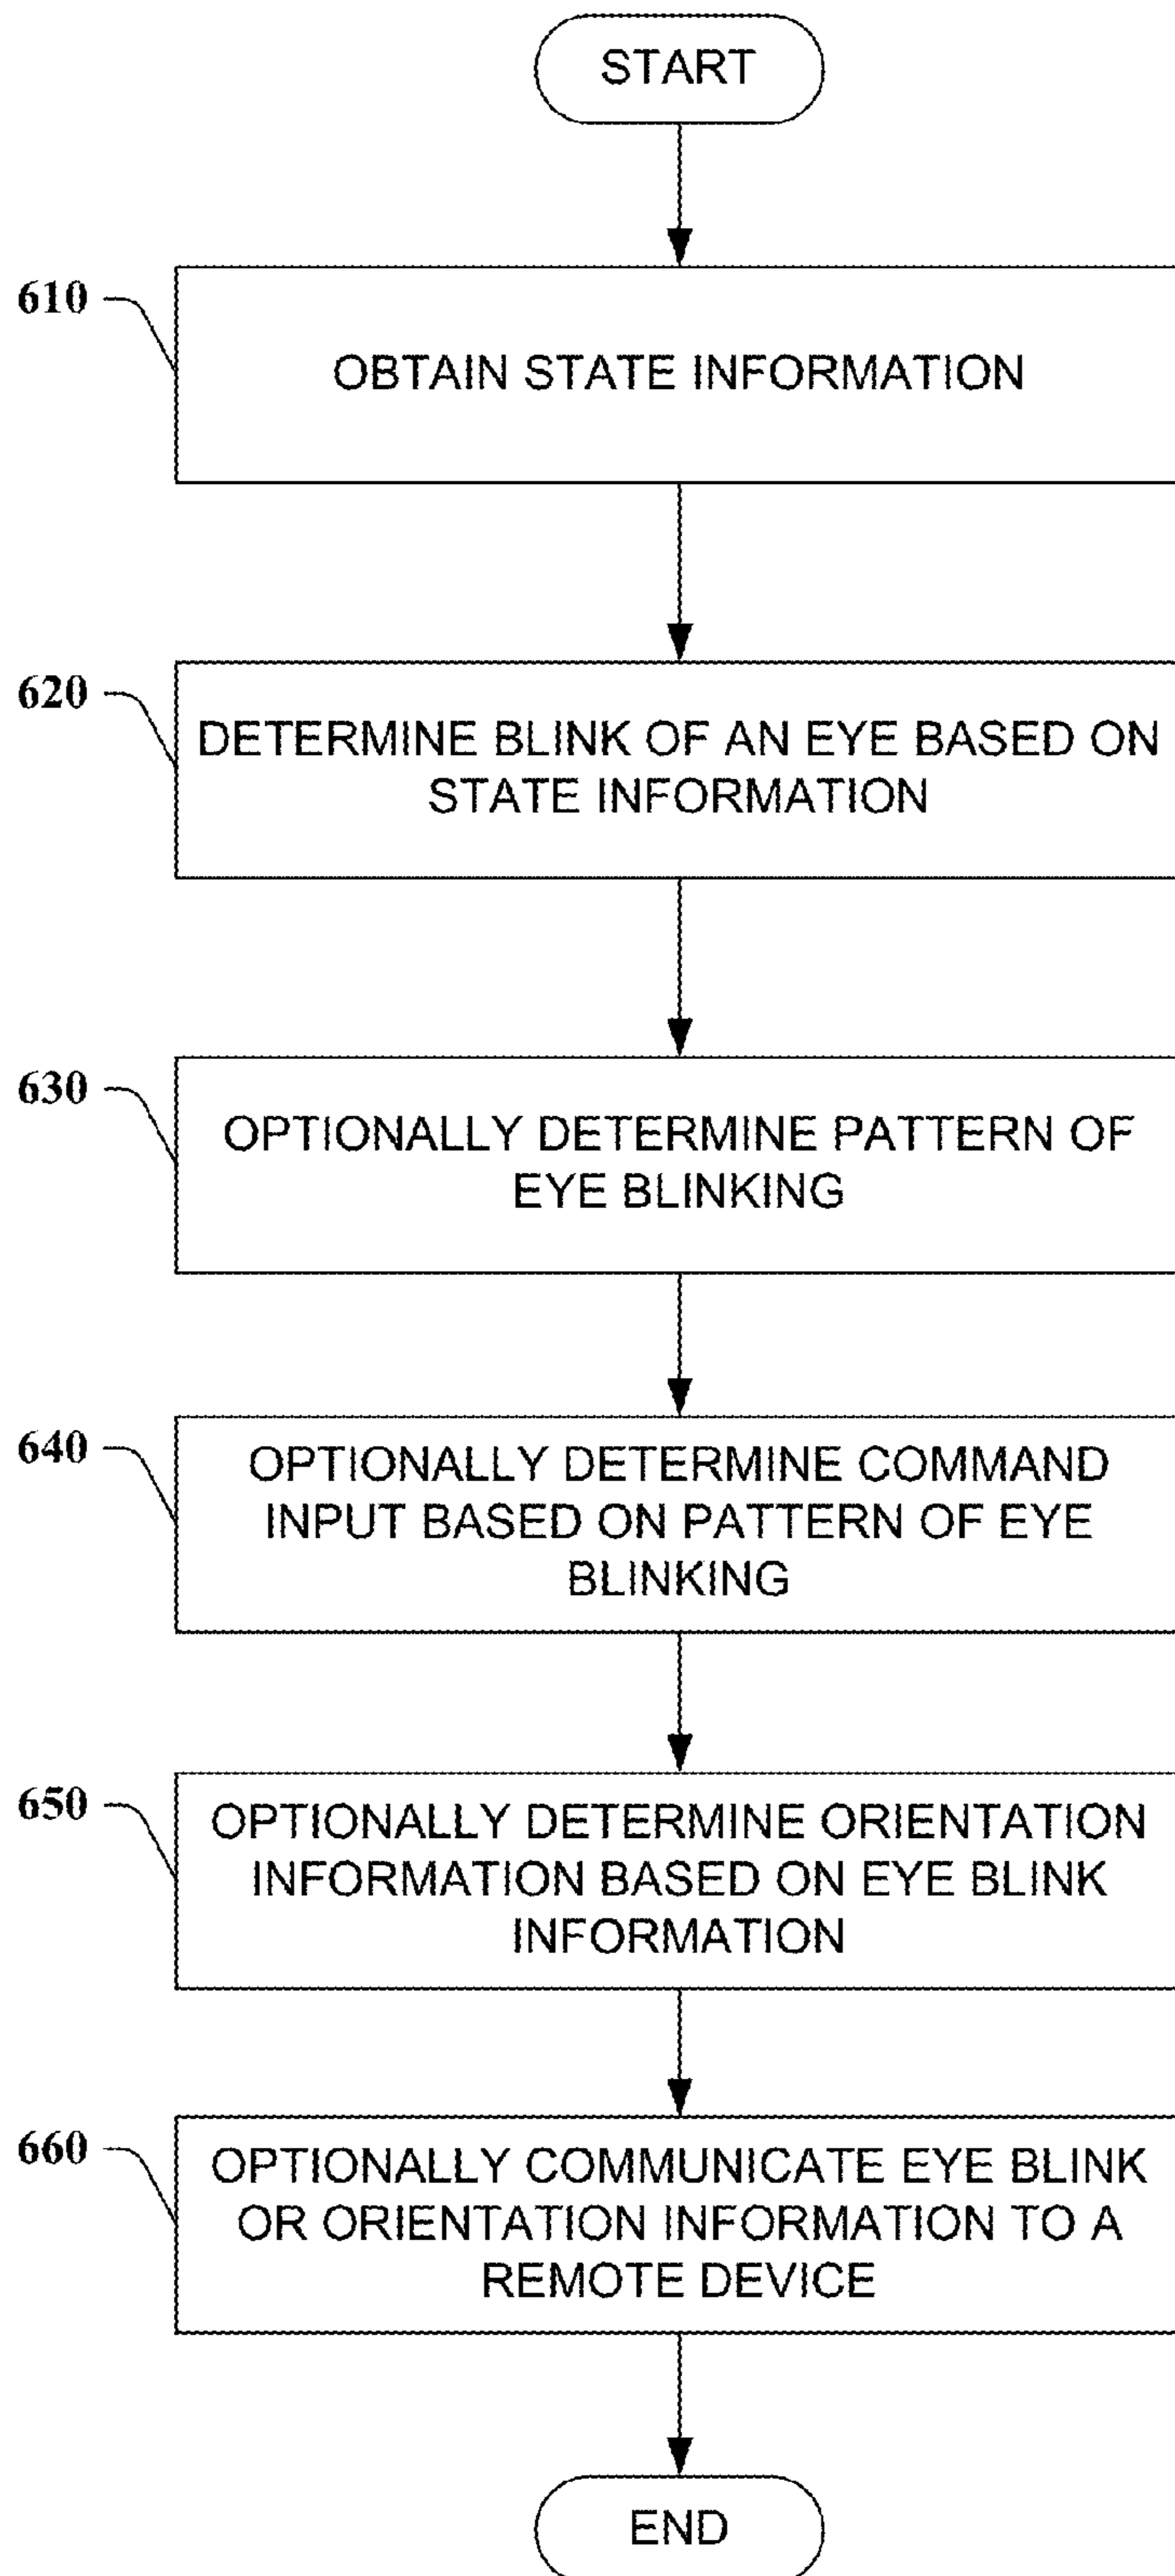 START
610
OBTAIN STATE INFORMATION
620
DETERMINE BLINK OF AN EYE BASED ON
STATE INFORMATION
630
OPTIONALLY DETERMINE PATTERN OF
EYE BLINKING
640
OPTIONALLY DETERMINE COMMAND
INPUT BASED ON PATTERN OF EYE
BLINKING
650
OPTIONALLY DETERMINE ORIENTATION
INFORMATION BASED ON EYE BLINK
INFORMATION
660
OPTIONALLY COMMUNICATE EYE BLINK
OR ORIENTATION INFORMATION TO A
REMOTE DEVICE
END